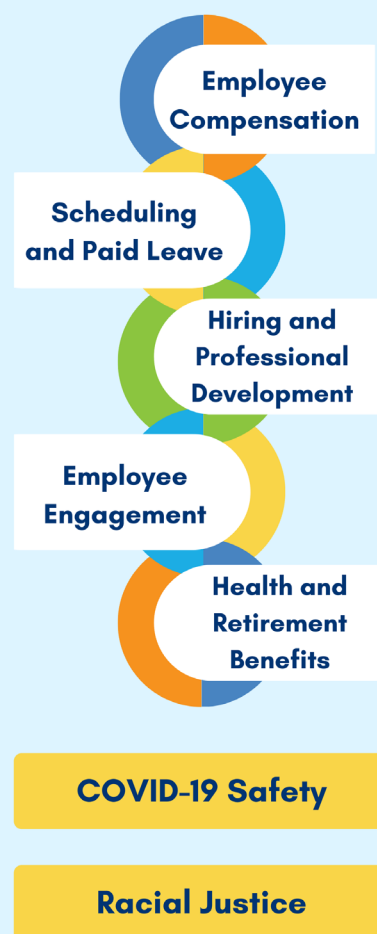 Employee
Compensation
Scheduling
and Paid Leave
Hiring and
Professional
Development
Employee
Engagement
Health and
Retirement
Benefits
COVID-19 Safety
Racial Justice